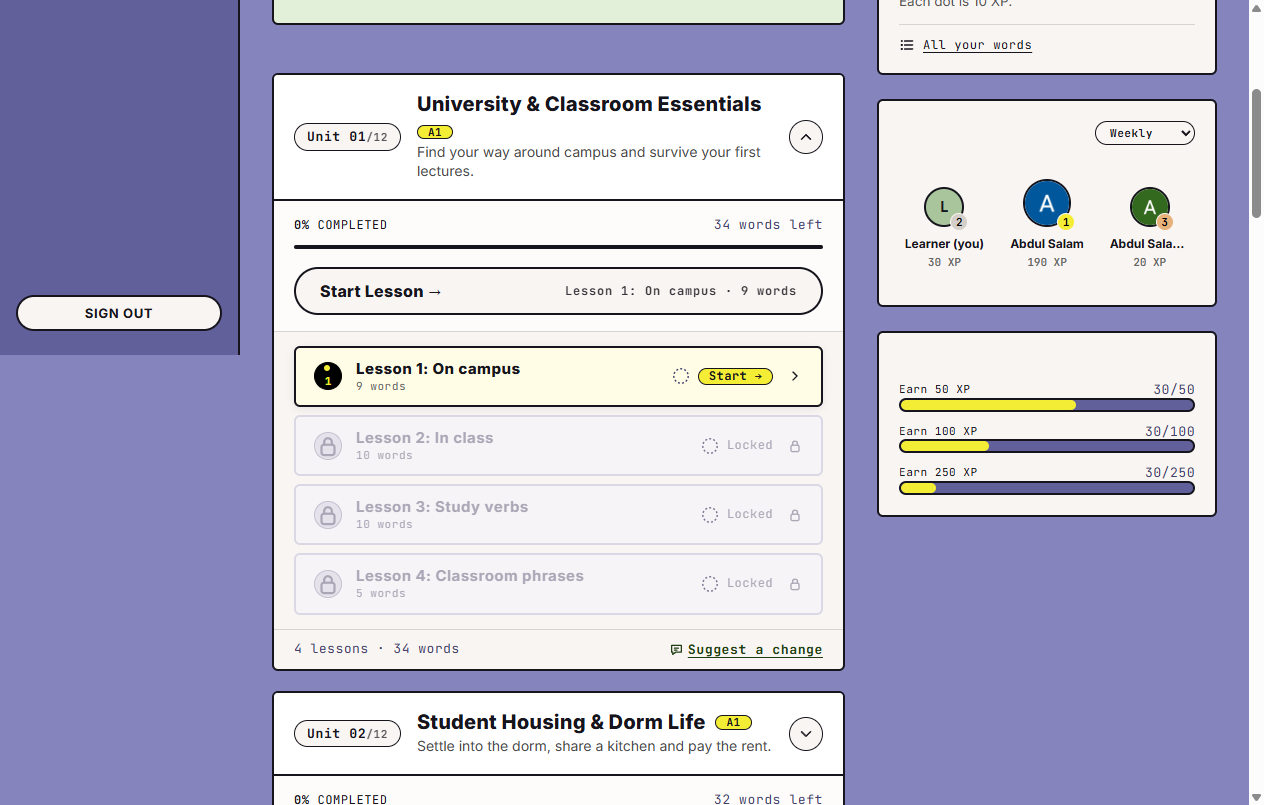 Each dot is 10 XP.
All your words
SIGN OUT
University & Classroom Essentials
Unit 01/12
A1
Find your way around campus and survive your first
lectures.
0% COMPLETED
34 words left
Start Lesson →
Lesson 1: On campus · 9 words
1
Lesson 1: On campus
9 words
Start →
Lesson 2: In class
10 words
Locked
Lesson 3: Study verbs
10 words
Locked
Lesson 4: Classroom phrases
5 words
Locked
4 lessons · 34 words
Suggest a change
Unit 02/12
Student Housing & Dorm Life
A1
Settle into the dorm, share a kitchen and pay the rent.
0% COMPLETED
32 words left
Weekly
L
2
A
1
A
3
Learner (you)
Abdul Salam
Abdul Sala...
30 XP
190 XP
20 XP
Earn 50 XP
30/50
Earn 100 XP
30/100
Earn 250 XP
30/250